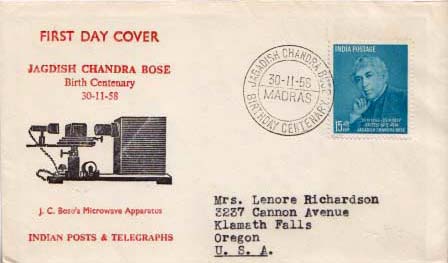 FIRST DAY COVER
JAGDISH CHANDRA BOSE
Birth Centenary
30-11-58
J. C. Bose's Microwave Apparatus
INDIAN POSTS & TELEGRAPHS
JAGADISH CHANDRA BOSE
30-11-58
MADRAS
BIRTHDAY CENTENARY
INDIA POSTAGE
15
JAGADISH CHANDRA BOSE
Mrs. Lenore Richardson
3237 Cannon Avenue
Klamath Falls
Oregon
U. S. A.